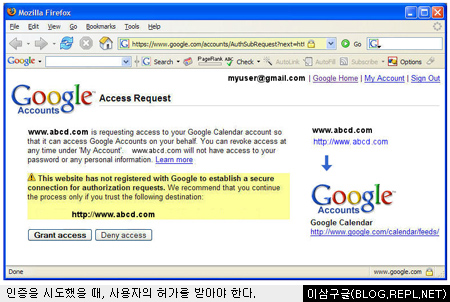 Mozilla Firefox
File Edit View Go Bookmarks Tools Help
https://www.google.com/accounts/AuthSubRequest?next=htt
Go
Google
G Search
PageRank
ABC Check
AutoLink
AutoFill
Subscribe
Options
myuser@gmail.com | Google Home | My Account | Sign Out
Google
Accounts
Access Request
www.abcd.com is requesting access to your Google Calendar account so
that it can access Google Accounts on your behalf. You can revoke access at
any time under 'My Account'. www.abcd.com will not have access to your
password or any personal information. Learn more
This website has not registered with Google to establish a secure
connection for authorization requests. We recommend that you continue
the process only if you trust the following destination:
http://www.abcd.com
Grant access
Deny access
www.abcd.com
http://www.abcd.com
Google
Accounts
Google Calendar
http://www.google.com/calendar/feeds/
Done
www.google.com
인증을 시도했을 때, 사용자의 허가를 받아야 한다.
이삼구글(BLOG.REPL.NET)